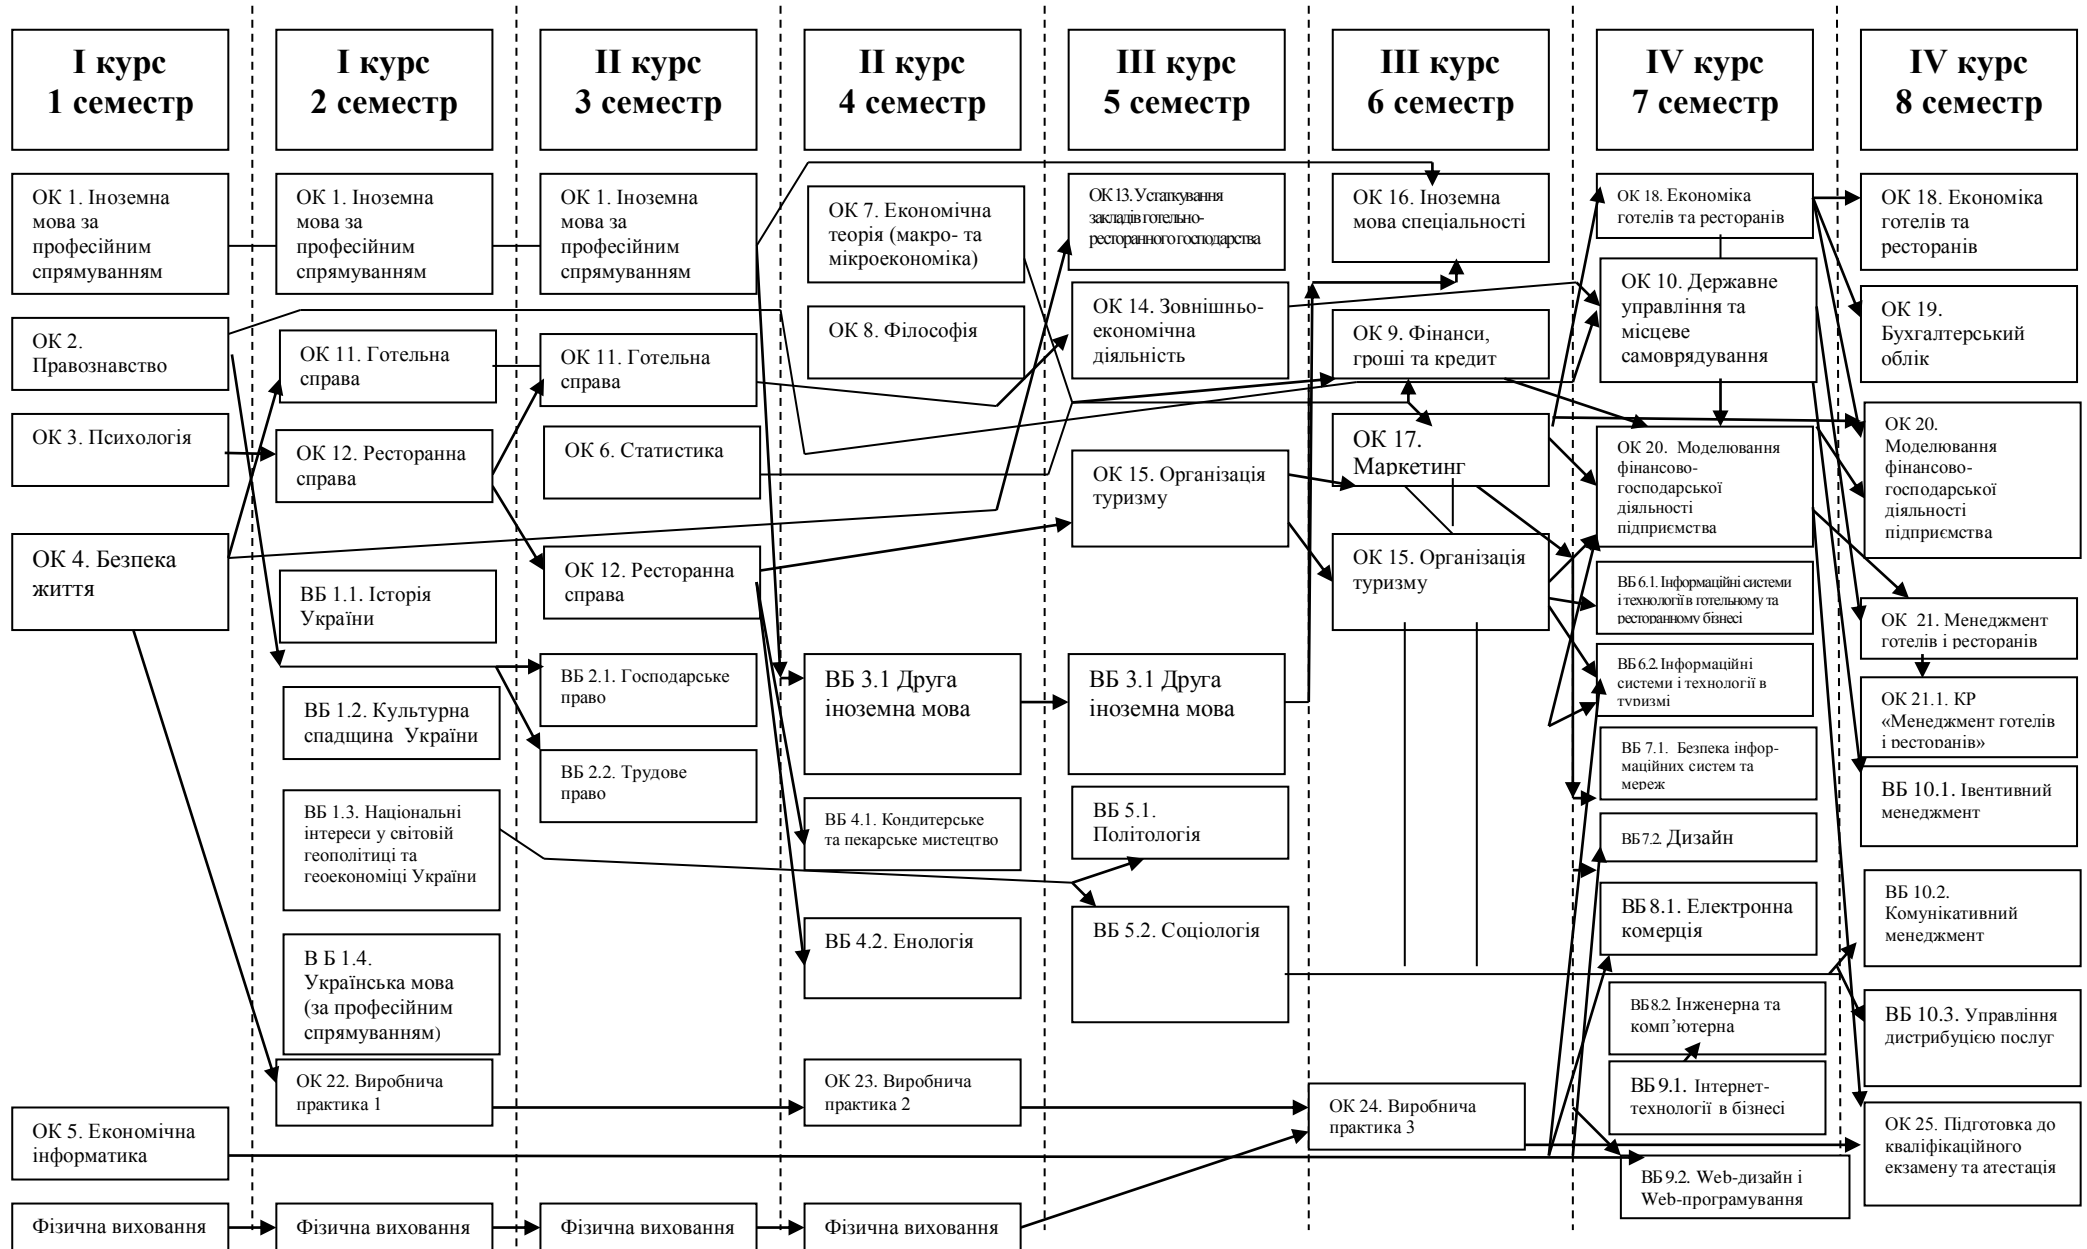 І курс
1 семестр
І курс
2 семестр
ІІ курс
3 семестр
ІІ курс
4 семестр
ІІІ курс
5 семестр
ІІІ курс
6 семестр
IV курс
7 семестр
IV курс
8 семестр
ОК 1. Іноземна
мова за
професійним
спрямуванням
ОК 2.
Правознавство
ОК 3. Психологія
ОК 4. Безпека
життя
ОК 5. Економічна
інформатика
Фізична виховання
ОК 1. Іноземна
мова за
професійним
спрямуванням
ОК 11. Готельна
справа
ОК 12. Ресторанна
справа
ВБ 1.1. Історія
України
ВБ 1.2. Культурна
спадщина України
ВБ 1.3. Національні
інтереси у світовій
геополітиці та
геоекономіці України
В Б 1.4.
Українська мова
(за професійним
спрямуванням)
ОК 22. Виробнича
практика 1
Фізична виховання
ОК 1. Іноземна
мова за
професійним
спрямуванням
ОК 11. Готельна
справа
ОК 6. Статистика
ОК 12. Ресторанна
справа
ВБ 2.1. Господарське
право
ВБ 2.2. Трудове
право
Фізична виховання
ОК 7. Економічна
теорія (макро- та
мікроекономіка)
ОК 8. Філософія
ВБ 3.1 Друга
іноземна мова
ВБ 4.1. Кондитерське
та пекарське мистецтво
ВБ 4.2. Енологія
ОК 23. Виробнича
практика 2
Фізична виховання
ОК 13. Устаткування
закладів готельно-
ресторанного господарства
ОК 14. Зовнішньо-
економічна
діяльність
ОК 15. Організація
туризму
ВБ 3.1 Друга
іноземна мова
ВБ 5.1.
Політологія
ВБ 5.2. Соціологія
ОК 16. Іноземна
мова спеціальності
ОК 9. Фінанси,
гроші та кредит
ОК 17.
Маркетинг
ОК 15. Організація
туризму
ОК 24. Виробнича
практика 3
ОК 18. Економіка
готелів та ресторанів
ОК 10. Державне
управління та
місцеве
самоврядування
ОК 20. Моделювання
фінансово-
господарської
діяльності
підприємства
ВБ 6.1. Інформаційні системи
і технології в готельному та
ресторанному бізнесі
ВБ 6.2. Інформаційні
системи і технології в
туризмі
ВБ 7.1. Безпека інфор-
маційних систем та
мереж
ВБ 7.2. Дизайн
ВБ 8.1. Електронна
комерція
ВБ 8.2. Інженерна та
комп’ютерна
ВБ 9.1. Інтернет-
технології в бізнесі
ВБ 9.2. Web-дизайн і
Web-програмування
ОК 18. Економіка
готелів та
ресторанів
ОК 19.
Бухгалтерський
облік
ОК 20.
Моделювання
фінансово-
господарської
діяльності
підприємства
ОК 21. Менеджмент
готелів і ресторанів
ОК 21.1. КР
«Менеджмент готелів
і ресторанів»
ВБ 10.1. Івентивний
менеджмент
ВБ 10.2.
Комунікативний
менеджмент
ВБ 10.3. Управління
дистрибуцією послуг
ОК 25. Підготовка до
кваліфікаційного
екзамену та атестація